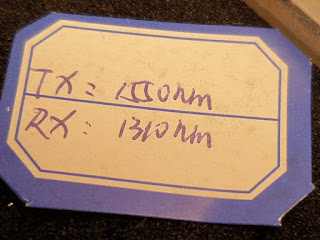 TX = 1550nm
RX = 1310nm